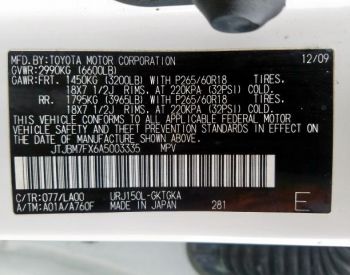 MFD.BY:TOYOTA MOTOR CORPORATION 12/09
GVWR:2990KG (6600LB)
GAWR:FRT. 1450KG (3200LB) WITH P265/60R18 TIRES,
18X7 1/2J RIMS, AT 220KPA (32PSI) COLD.
RR. 1795KG (3965LB) WITH P265/60R18 TIRES,
18X7 1/2J RIMS, AT 220KPA (32PSI) COLD.
THIS VEHICLE CONFORMS TO ALL APPLICABLE
FEDERAL MOTOR VEHICLE SAFETY STANDARDS
AND THEFT PREVENTION STANDARDS IN EFFECT ON
THE DATE OF MANUFACTURE SHOWN ABOVE.
JTJBM7FX6A5003335 MPV
C/TR:077/LA00 URJ150L-GKTGKA
A/TM:A01A/A760F MADE IN JAPAN 281 E